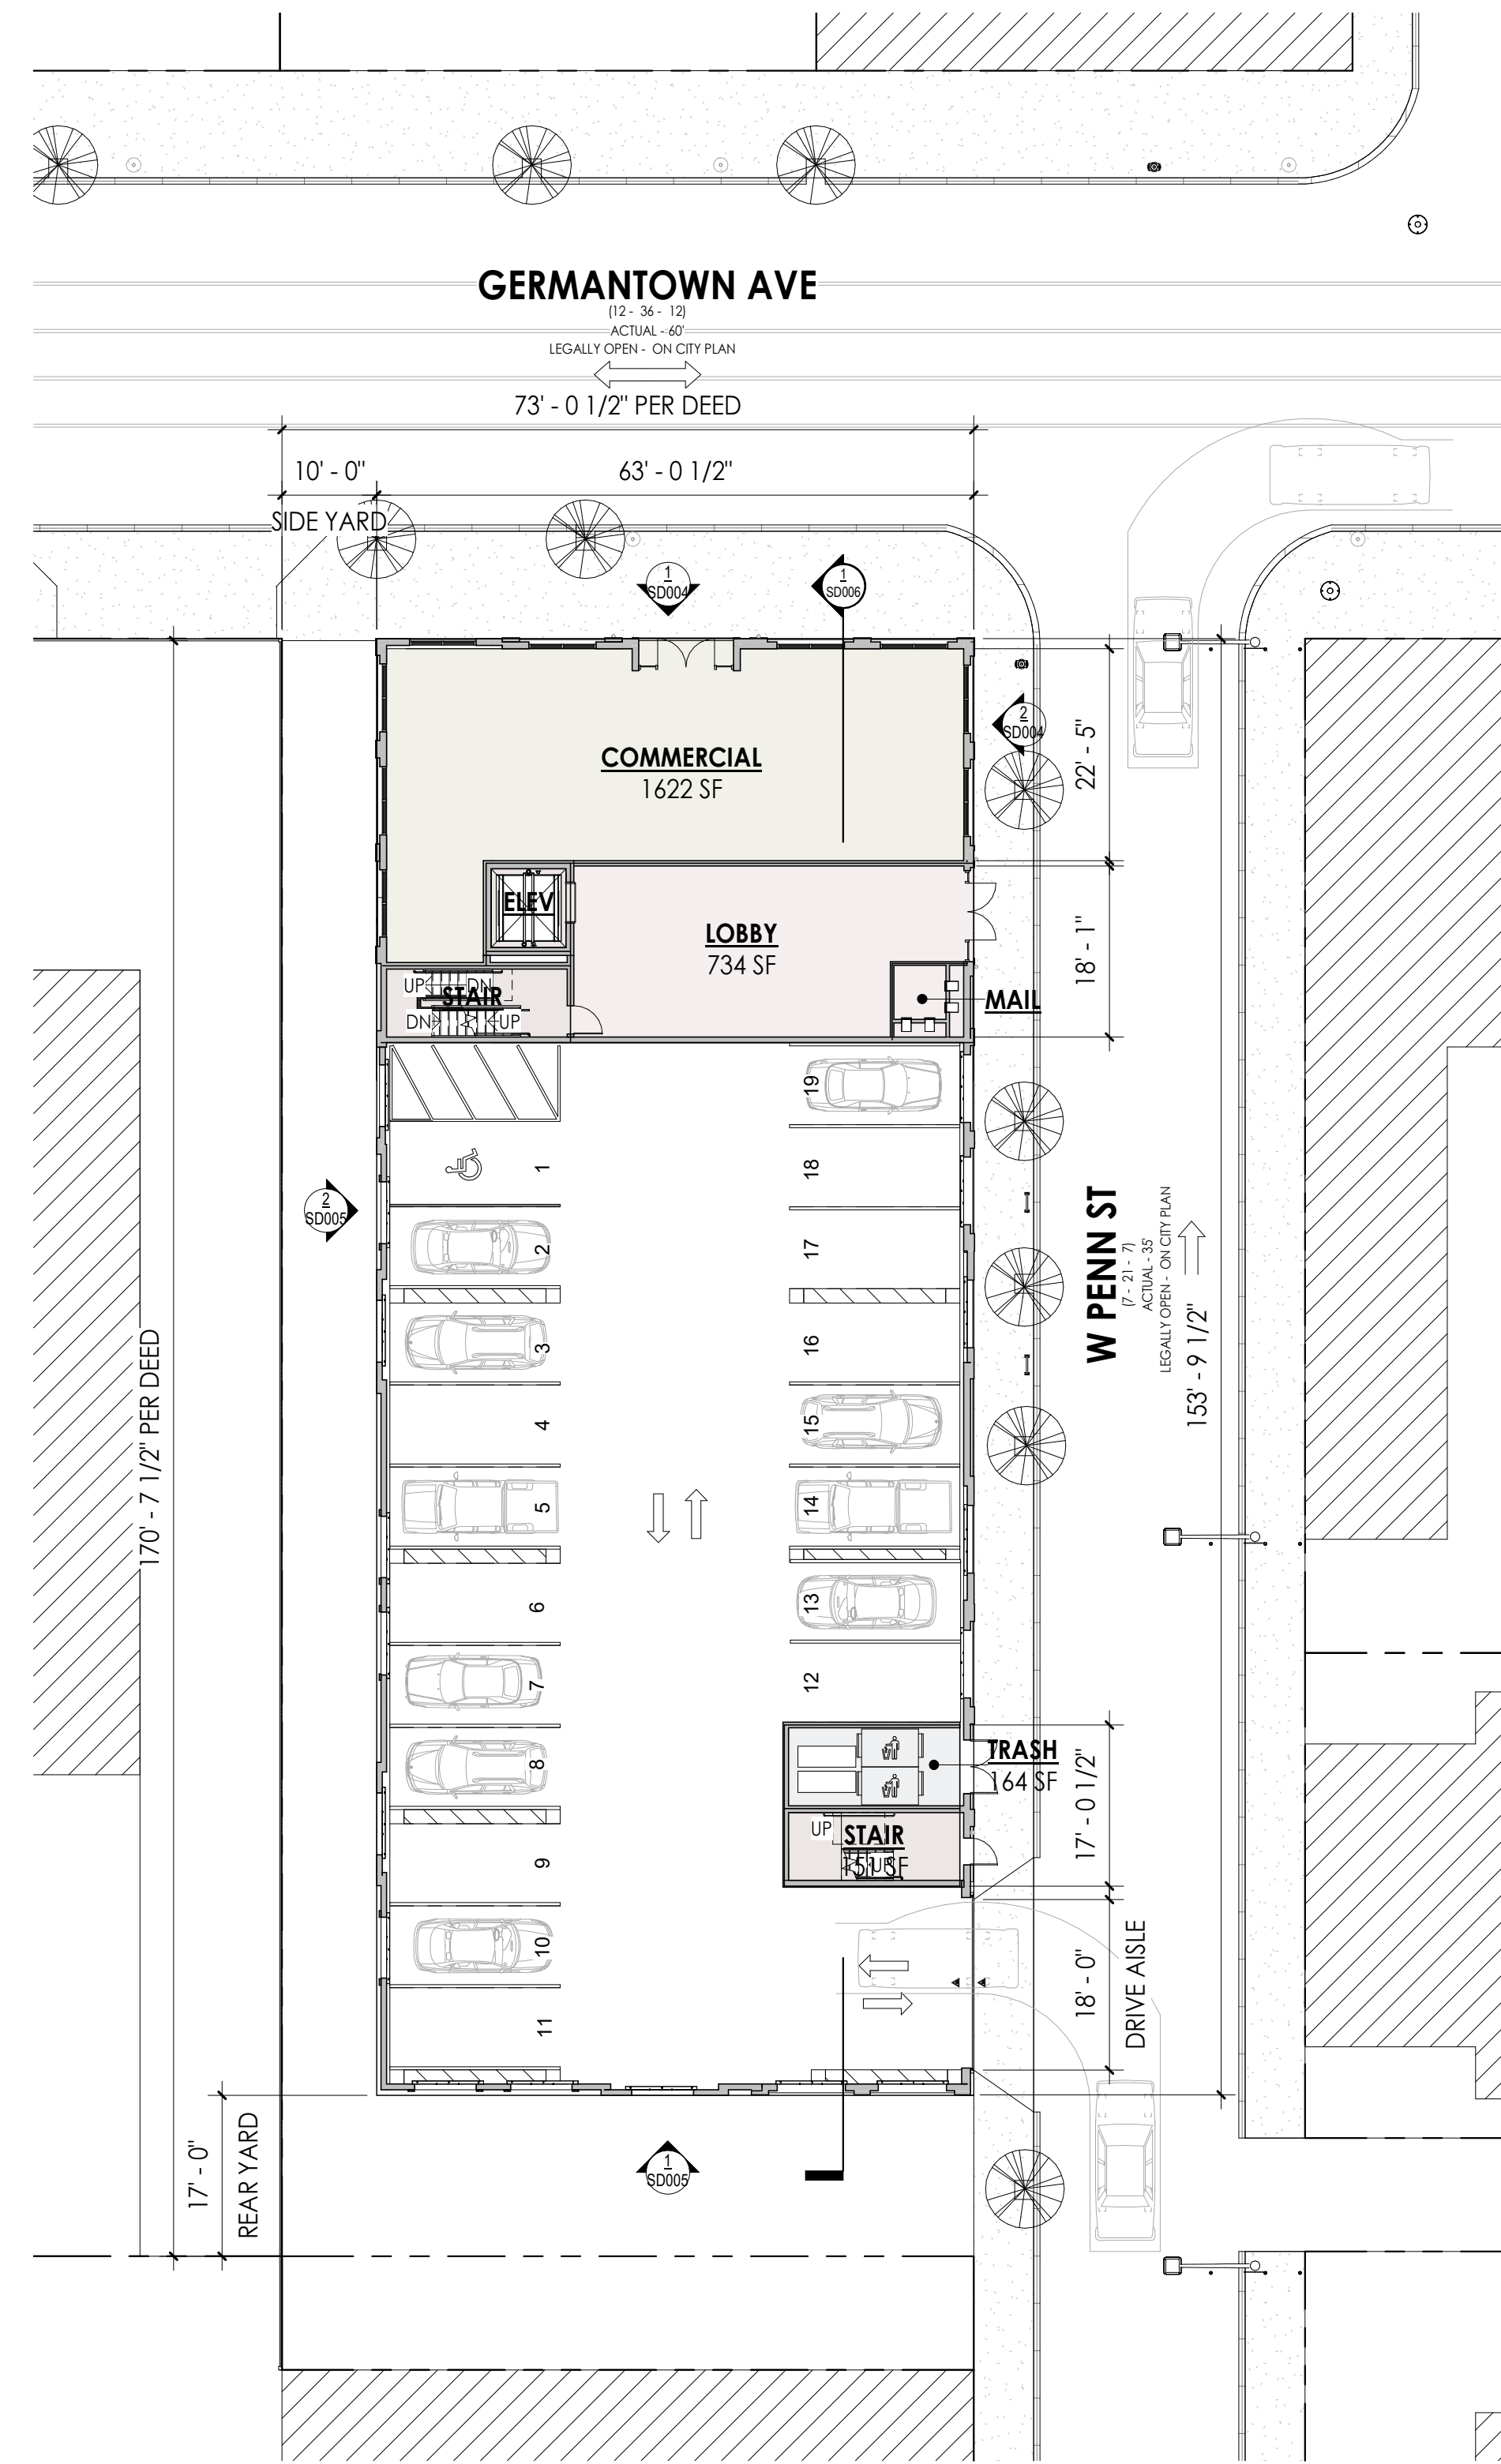 GERMANTOWN AVE
(12 - 36 - 12)
ACTUAL - 60'
LEGALLY OPEN - ON CITY PLAN
73' - 0 1/2" PER DEED
10' - 0"
63' - 0 1/2"
SIDE YARD
1
SD004
1
SD006
2
SD004
COMMERCIAL
1622 SF
22' - 5"
ELEV
LOBBY
734 SF
18' - 1"
UP
DN
STAIR
DN
UP
MAIL
19
1
18
2
SD005
2
17
3
16
4
15
5
14
6
13
7
12
8
9
10
11
W PENN ST
(7 - 21 - 7)
ACTUAL - 35'
LEGALLY OPEN - ON CITY PLAN
153' - 9 1/2"
170' - 7 1/2" PER DEED
TRASH
164 SF
17' - 0 1/2"
UP
STAIR
151 SF
UP
18' - 0"
DRIVE AISLE
17' - 0"
REAR YARD
1
SD005